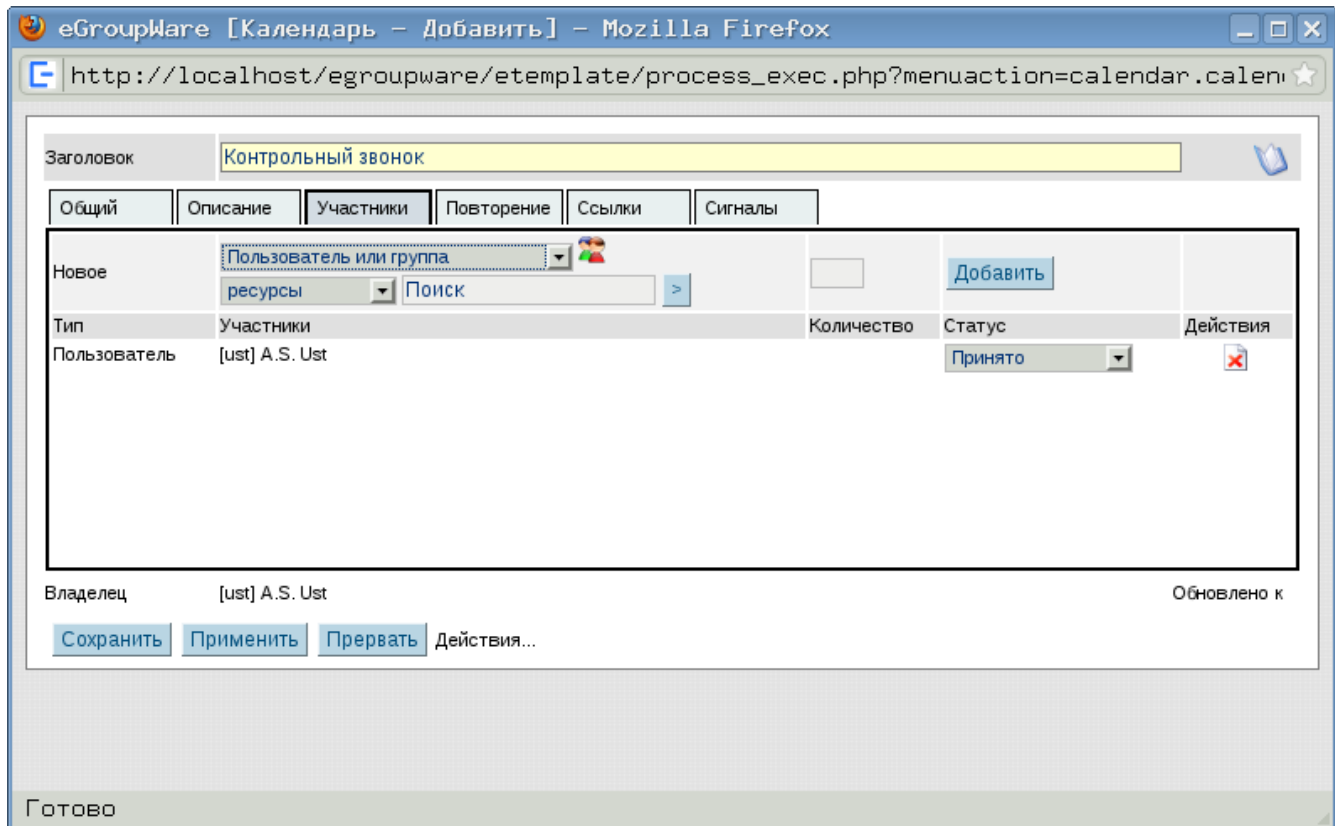 eGroupWare [Календарь – Добавить] – Mozilla Firefox
http://localhost/egroupware/etemplate/process_exec.php?menuaction=calendar.calen
Заголовок Контрольный звонок
Общий Описание Участники Повторение Ссылки Сигналы
Новое Пользователь или группа
ресурсы Поиск > Добавить
Тип Участники Количество Статус Действия
Пользователь [ust] A.S. Ust Принято
Владелец [ust] A.S. Ust Обновлено к
Сохранить Применить Прервать Действия...
Готово